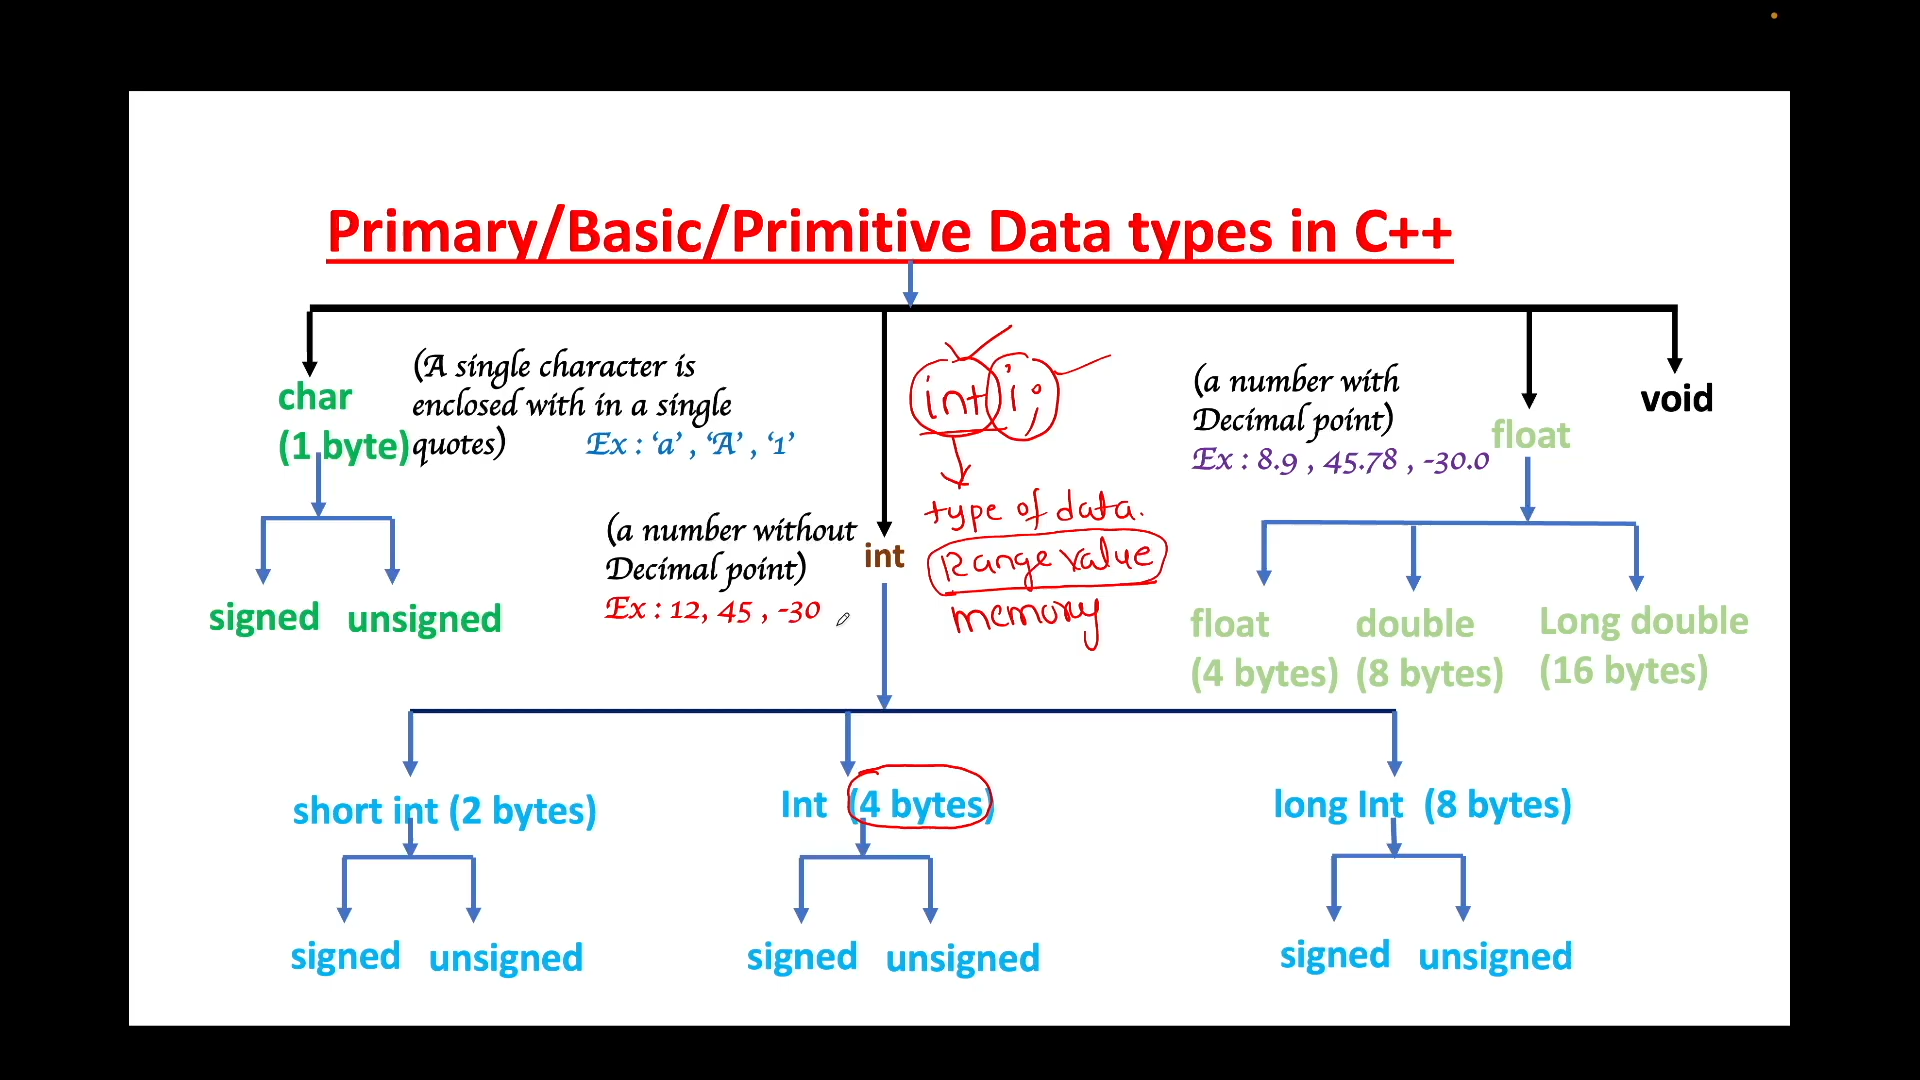 Primary/Basic/Primitive Data types in C++
char
(1 byte)
(A single character is
enclosed with in a single
quotes)
Ex : ‘a’ , ‘A’ , ‘1’
signed
unsigned
(a number without
Decimal point)
Ex : 12, 45 , -30
int
int i;
type of data.
Range value
memory
(a number with
Decimal point)
Ex : 8.9 , 45.78 , -30.0
float
void
float
(4 bytes)
double
(8 bytes)
Long double
(16 bytes)
short int (2 bytes)
Int (4 bytes)
long Int (8 bytes)
signed
unsigned
signed
unsigned
signed
unsigned